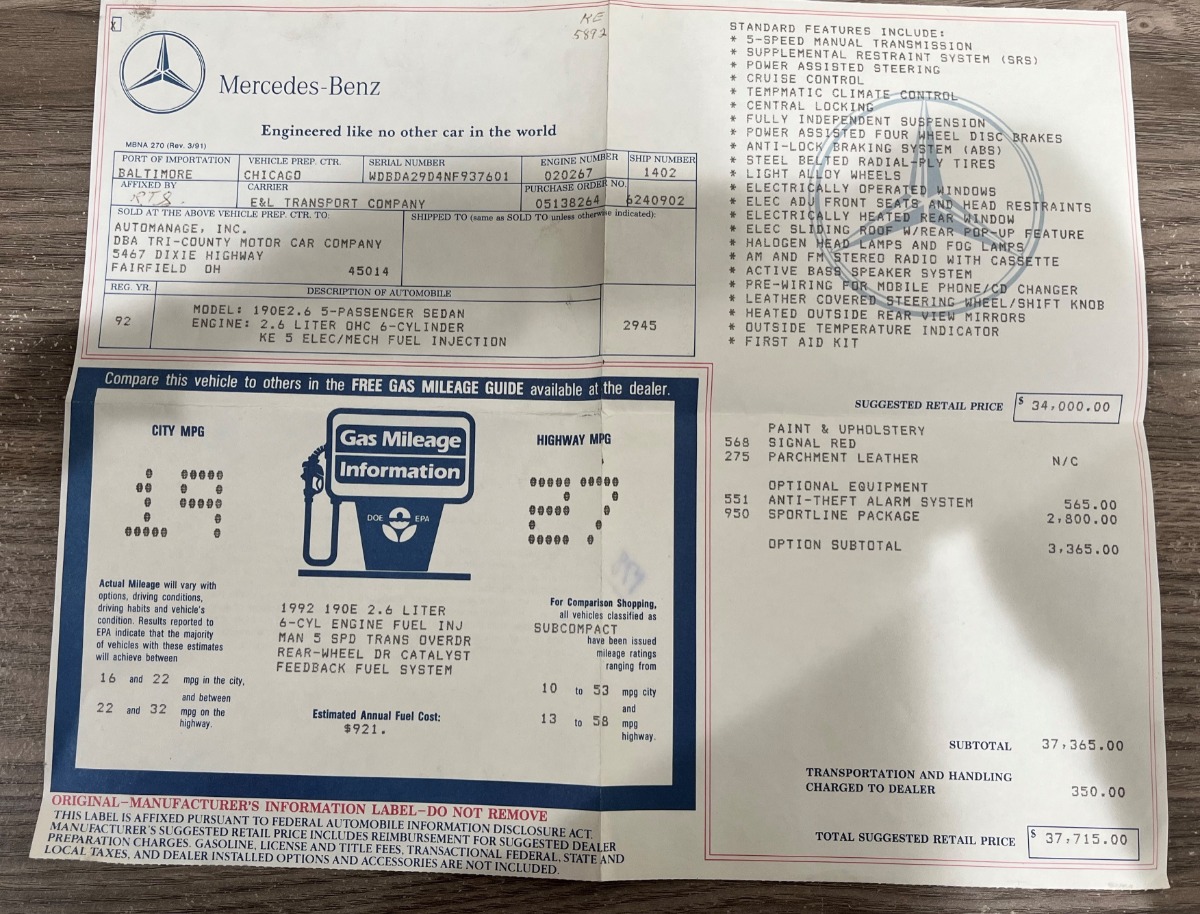 KE
5892
Mercedes-Benz
Engineered like no other car in the world
MBNA 270 (Rev. 3/91)
PORT OF IMPORTATION VEHICLE PREP. CTR. SERIAL NUMBER ENGINE NUMBER SHIP NUMBER
BALTIMORE CHICAGO WDBDA29D4NF937601 020267 1402
AFFIXED BY CARRIER PURCHASE ORDER NO.
E&L TRANSPORT COMPANY 05138264 6240902
SOLD AT THE ABOVE VEHICLE PREP. CTR. TO: SHIPPED TO (same as SOLD TO unless otherwise indicated):
AUTOMANAGE, INC.
DBA TRI-COUNTY MOTOR CAR COMPANY
5467 DIXIE HIGHWAY
FAIRFIELD OH 45014
REG. YR. DESCRIPTION OF AUTOMOBILE
92 MODEL: 190E2.6 5-PASSENGER SEDAN
ENGINE: 2.6 LITER OHC 6-CYLINDER 2945
KE 5 ELEC/MECH FUEL INJECTION
Compare this vehicle to others in the FREE GAS MILEAGE GUIDE available at the dealer.
CITY MPG
19
Gas Mileage
Information
DOE EPA
HIGHWAY MPG
27
Actual Mileage will vary with
options, driving conditions,
driving habits and vehicle's
condition. Results reported to
EPA indicate that the majority
of vehicles with these estimates
will achieve between
16 and 22 mpg in the city,
and between
22 and 32 mpg on the
highway.
1992 190E 2.6 LITER
6-CYL ENGINE FUEL INJ
MAN 5 SPD TRANS OVERDR
REAR-WHEEL DR CATALYST
FEEDBACK FUEL SYSTEM
Estimated Annual Fuel Cost:
$921.
For Comparison Shopping,
all vehicles classified as
SUBCOMPACT
have been issued
mileage ratings
ranging from
10 to 53 mpg city
and
13 to 58 mpg
highway.
ORIGINAL–MANUFACTURER'S INFORMATION LABEL–DO NOT REMOVE
THIS LABEL IS AFFIXED PURSUANT TO FEDERAL AUTOMOBILE INFORMATION DISCLOSURE ACT.
MANUFACTURER'S SUGGESTED RETAIL PRICE INCLUDES REIMBURSEMENT FOR SUGGESTED DEALER
PREPARATION CHARGES. GASOLINE, LICENSE AND TITLE FEES, TRANSACTIONAL FEDERAL, STATE AND
LOCAL TAXES, AND DEALER INSTALLED OPTIONS AND ACCESSORIES ARE NOT INCLUDED.
STANDARD FEATURES INCLUDE:
* 5-SPEED MANUAL TRANSMISSION
* SUPPLEMENTAL RESTRAINT SYSTEM (SRS)
* POWER ASSISTED STEERING
* CRUISE CONTROL
* TEMPMATIC CLIMATE CONTROL
* CENTRAL LOCKING
* FULLY INDEPENDENT SUSPENSION
* POWER ASSISTED FOUR WHEEL DISC BRAKES
* ANTI-LOCK BRAKING SYSTEM (ABS)
* STEEL BELTED RADIAL-PLY TIRES
* LIGHT ALLOY WHEELS
* ELECTRICALLY OPERATED WINDOWS
* ELEC ADJ FRONT SEATS AND HEAD RESTRAINTS
* ELECTRICALLY HEATED REAR WINDOW
* ELEC SLIDING ROOF W/REAR POP-UP FEATURE
* HALOGEN HEAD LAMPS AND FOG LAMPS
* AM AND FM STEREO RADIO WITH CASSETTE
* ACTIVE BASS SPEAKER SYSTEM
* PRE-WIRING FOR MOBILE PHONE/CD CHANGER
* LEATHER COVERED STEERING WHEEL/SHIFT KNOB
* HEATED OUTSIDE REAR VIEW MIRRORS
* OUTSIDE TEMPERATURE INDICATOR
* FIRST AID KIT
SUGGESTED RETAIL PRICE $ 34,000.00
PAINT & UPHOLSTERY
568 SIGNAL RED
275 PARCHMENT LEATHER N/C
OPTIONAL EQUIPMENT
551 ANTI-THEFT ALARM SYSTEM 565.00
950 SPORTLINE PACKAGE 2,800.00
OPTION SUBTOTAL 3,365.00
SUBTOTAL 37,365.00
TRANSPORTATION AND HANDLING
CHARGED TO DEALER 350.00
TOTAL SUGGESTED RETAIL PRICE $ 37,715.00